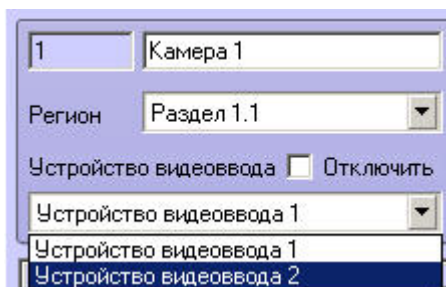 1 Камера 1
Регион Раздел 1.1
Устройство видеоввода Отключить
Устройство видеоввода 1
Устройство видеоввода 1
Устройство видеоввода 2